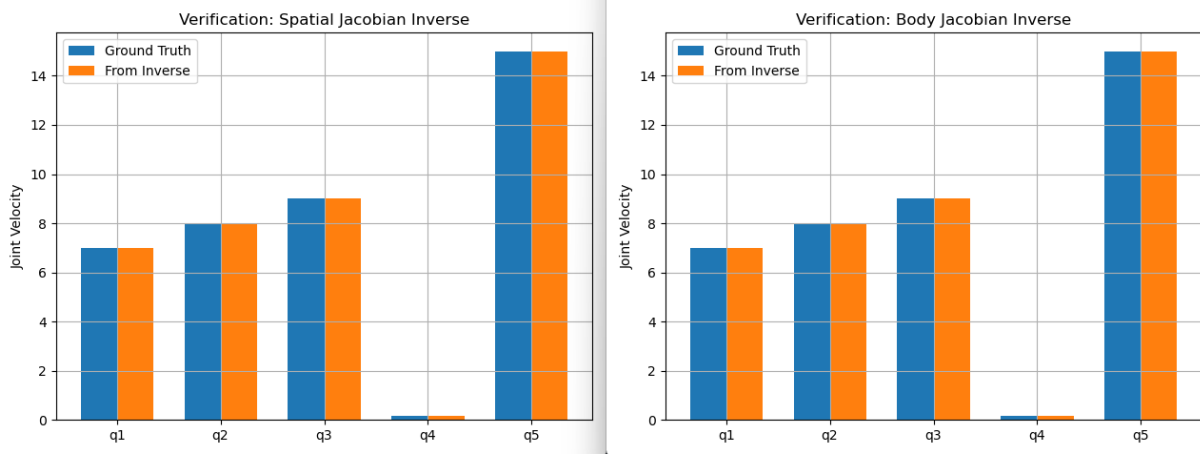 Verification: Spatial Jacobian Inverse
Ground Truth
From Inverse
Joint Velocity
14
12
10
8
6
4
2
0
q1 q2 q3 q4 q5
Verification: Body Jacobian Inverse
Ground Truth
From Inverse
Joint Velocity
14
12
10
8
6
4
2
0
q1 q2 q3 q4 q5